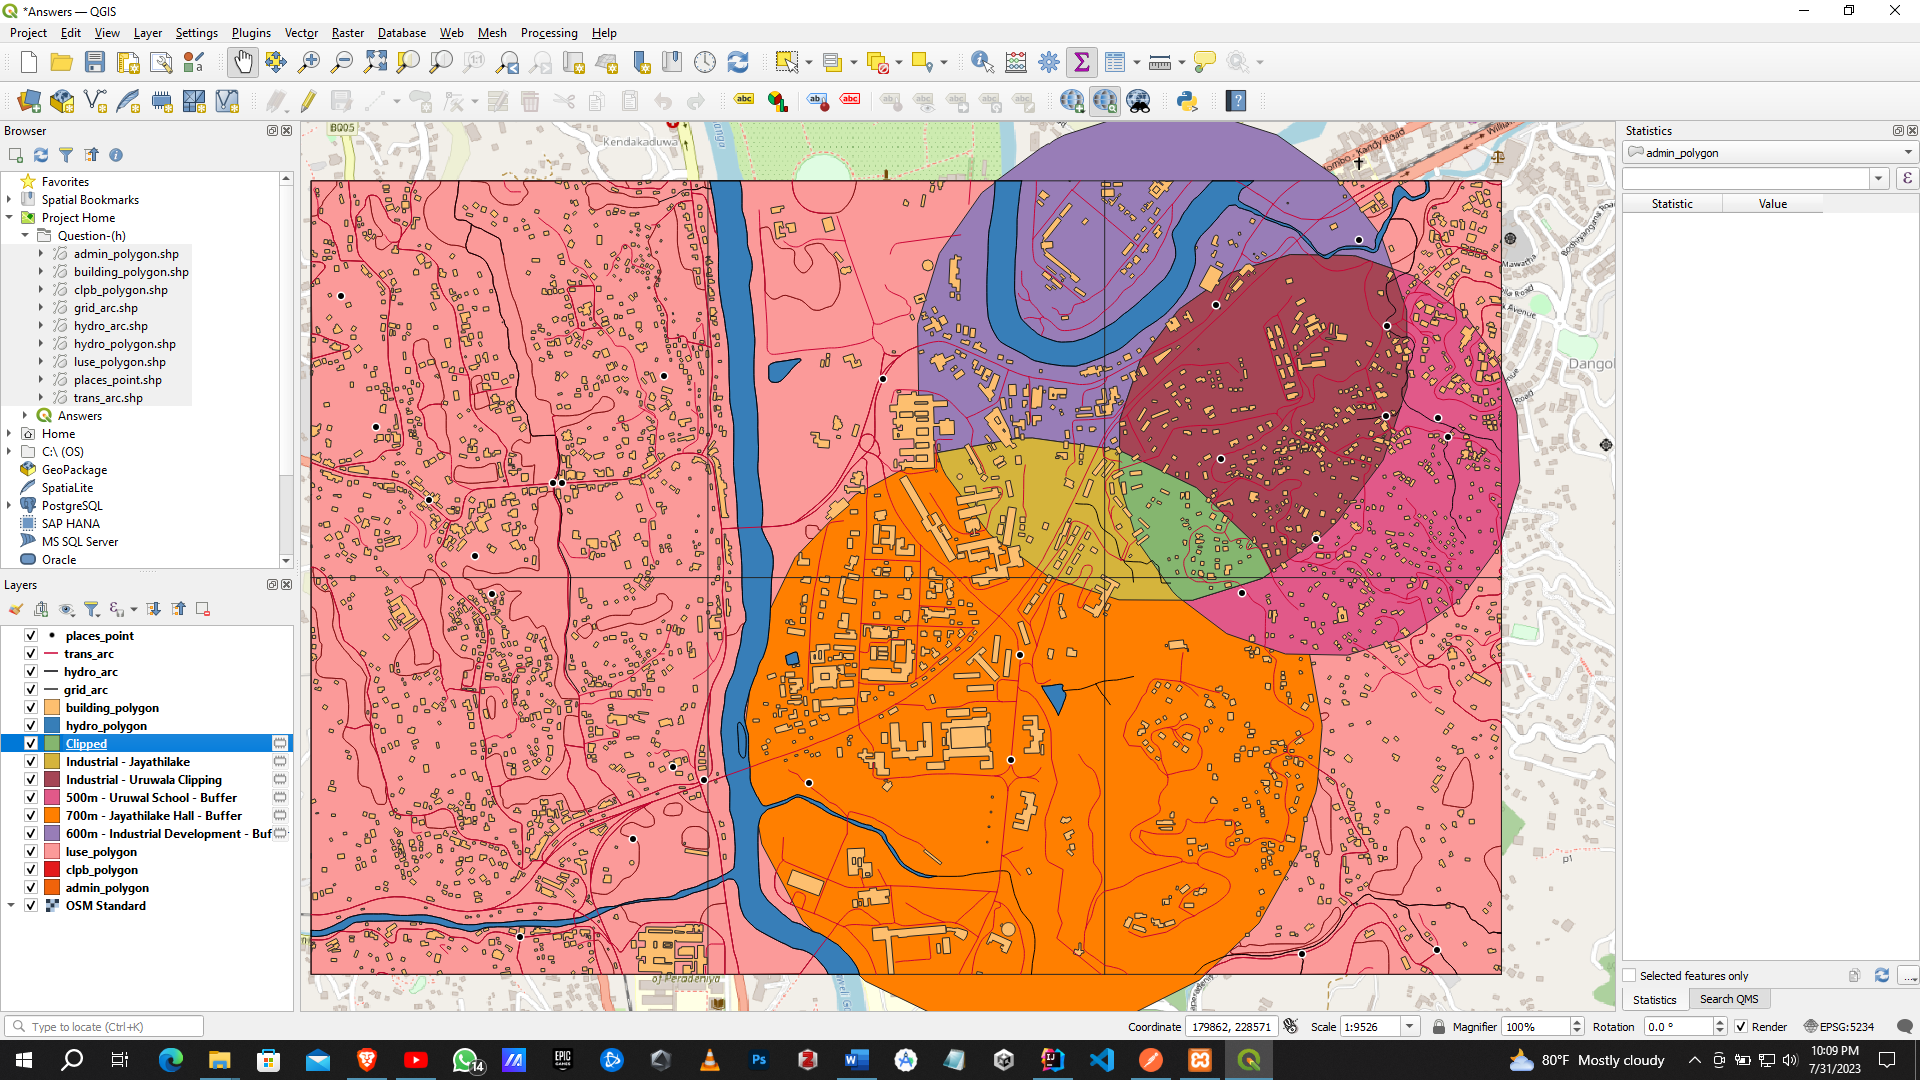 *Answers — QGIS
Project Edit View Layer Settings Plugins Vector Raster Database Web Mesh Processing Help
Browser
Favorites
Spatial Bookmarks
Project Home
Question-(h)
admin_polygon.shp
building_polygon.shp
clpb_polygon.shp
grid_arc.shp
hydro_arc.shp
hydro_polygon.shp
luse_polygon.shp
places_point.shp
trans_arc.shp
Answers
Home
C:\ (OS)
GeoPackage
SpatiaLite
PostgreSQL
SAP HANA
MS SQL Server
Oracle
Layers
places_point
trans_arc
hydro_arc
grid_arc
building_polygon
hydro_polygon
Clipped
Industrial - Jayathilake
Industrial - Uruwala Clipping
500m - Uruwal School - Buffer
700m - Jayathilake Hall - Buffer
600m - Industrial Development - Buf
luse_polygon
clpb_polygon
admin_polygon
OSM Standard
B005
Kendakaduwa
Mawatha
Dangol
Road
of Peradeniya
p1
Statistics
admin_polygon
Statistic Value
Selected features only
Statistics Search QMS
Type to locate (Ctrl+K)
Coordinate 179862, 228571 Scale 1:9526 Magnifier 100% Rotation 0.0 ° Render EPSG:5234
14
80°F Mostly cloudy
10:09 PM
7/31/2023